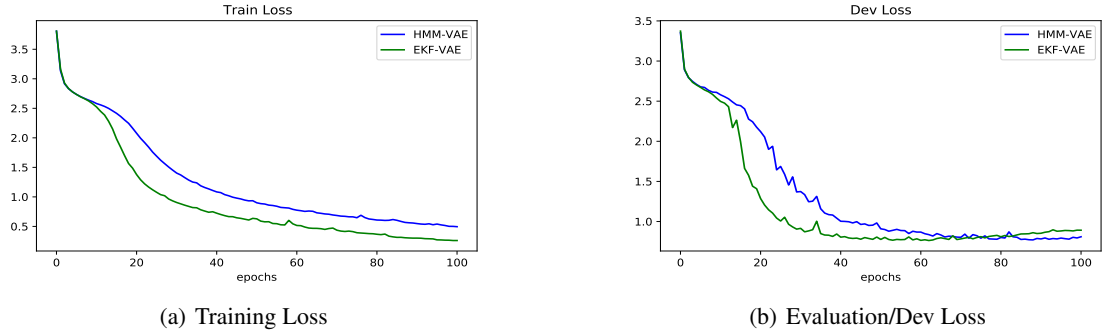 Train Loss
3.5
3.0
2.5
2.0
1.5
1.0
0.5
0
20
40
60
80
100
epochs
HMM-VAE
EKF-VAE
(a) Training Loss
Dev Loss
3.5
3.0
2.5
2.0
1.5
1.0
0
20
40
60
80
100
epochs
HMM-VAE
EKF-VAE
(b) Evaluation/Dev Loss